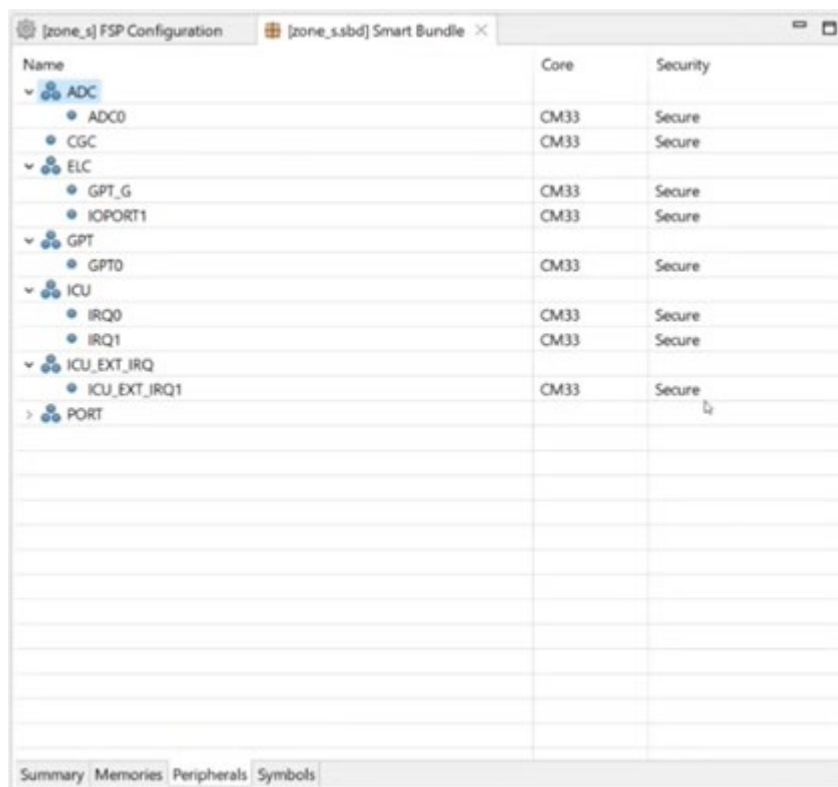 [zone_s] FSP Configuration [zone_s.sbd] Smart Bundle
Name Core Security
ADC
ADC0 CM33 Secure
CGC CM33 Secure
ELC
GPT_G CM33 Secure
IOPORT1 CM33 Secure
GPT
GPT0 CM33 Secure
ICU
IRQ0 CM33 Secure
IRQ1 CM33 Secure
ICU_EXT_IRQ
ICU_EXT_IRQ1 CM33 Secure
PORT
Summary Memories Peripherals Symbols